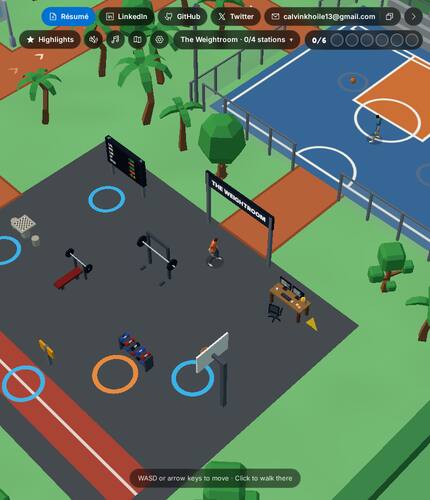 Résumé
LinkedIn
GitHub
Twitter
calvinkhoile13@gmail.com
Highlights
The Weightroom · 0/4 stations
0/6
THE WEIGHTROOM
WASD or arrow keys to move · Click to walk there